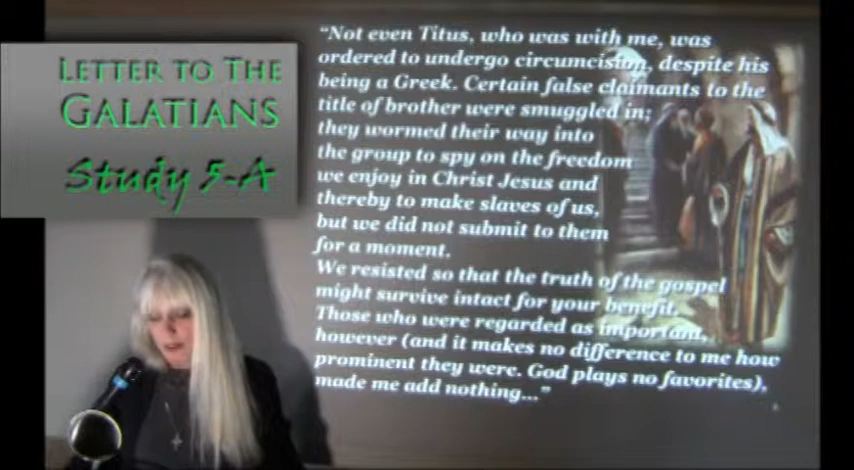 LETTER TO THE
GALATIANS
Study 5-A
“Not even Titus, who was with me, was
ordered to undergo circumcision, despite his
being a Greek. Certain false claimants to the
title of brother were smuggled in;
they wormed their way into
the group to spy on the freedom
we enjoy in Christ Jesus and
thereby to make slaves of us,
but we did not submit to them
for a moment.
We resisted so that the truth of the gospel
might survive intact for your benefit.
Those who were regarded as important,
however (and it makes no difference to me how
prominent they were. God plays no favorites),
made me add nothing...”